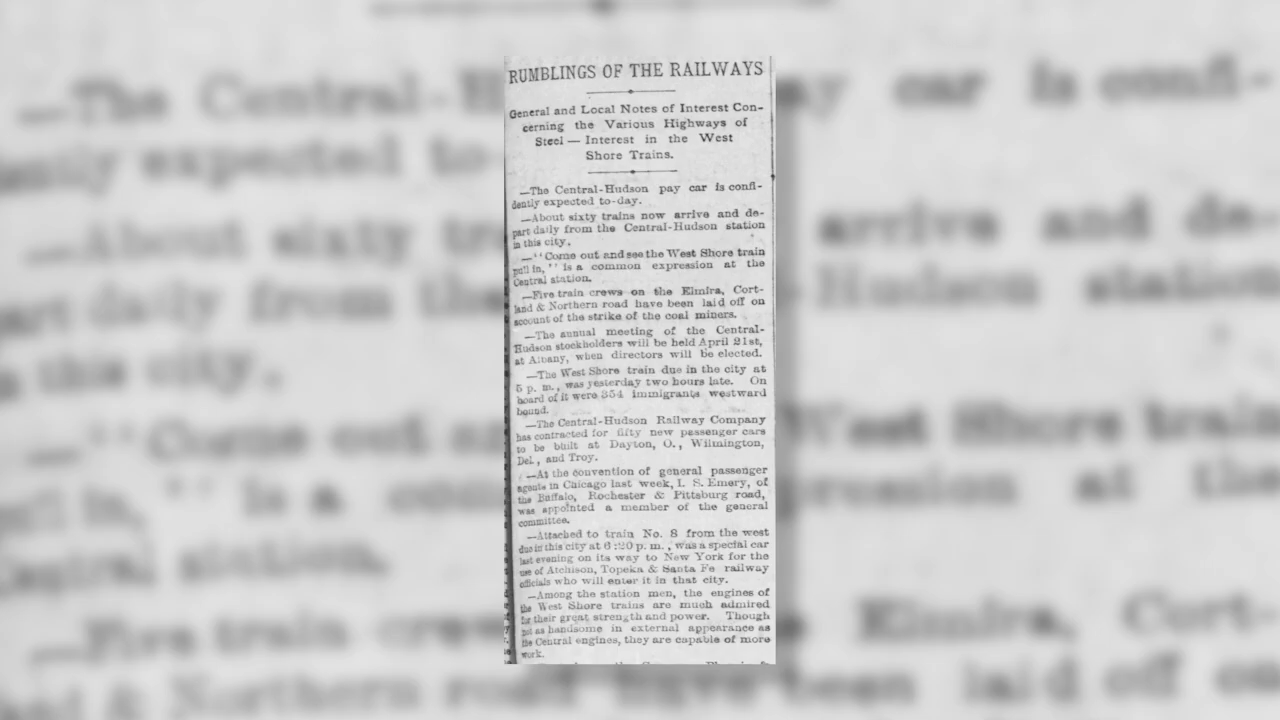 RUMBLINGS OF THE RAILWAYS
General and Local Notes of Interest Con-
cerning the Various Highways of
Steel — Interest in the West
Shore Trains.
—The Central-Hudson pay car is confi-
dently expected to-day.
—About sixty trains now arrive and de-
part daily from the Central-Hudson station
in this city.
—"Come out and see the West Shore train
pull in," is a common expression at the
Central station.
—Five train crews on the Elmira, Cort-
land & Northern road have been laid off on
account of the strike of the coal miners.
—The annual meeting of the Central-
Hudson stockholders will be held April 21st,
at Albany, when directors will be elected.
—The West Shore train due in the city at
5 p. m., was yesterday two hours late. On
board of it were 354 immigrants westward
bound.
—The Central-Hudson Railway Company
has contracted for fifty new passenger cars
to be built at Dayton, O., Wilmington,
Del., and Troy.
—At the convention of general passenger
agents in Chicago last week, I. S. Emery, of
the Buffalo, Rochester & Pittsburg road,
was appointed a member of the general
committee.
—Attached to train No. 8 from the west
due in this city at 6:20 p. m., was a special car
last evening on its way to New York for the
use of Atchison, Topeka & Santa Fe railway
officials who will enter it in that city.
—Among the station men, the engines of
the West Shore trains are much admired
for their great strength and power. Though
not as handsome in external appearance as
the Central engines, they are capable of more
work.